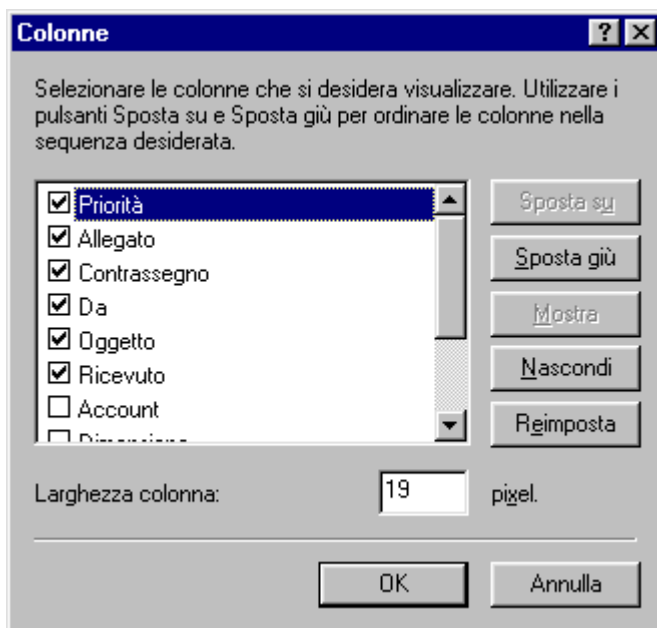 Colonne
Selezionare le colonne che si desidera visualizzare. Utilizzare i
pulsanti Sposta su e Sposta giù per ordinare le colonne nella
sequenza desiderata.
Priorità
Allegato
Contrassegno
Da
Oggetto
Ricevuto
Account
Sposta su
Sposta giù
Mostra
Nascondi
Reimposta
Larghezza colonna:
19
pixel.
OK
Annulla